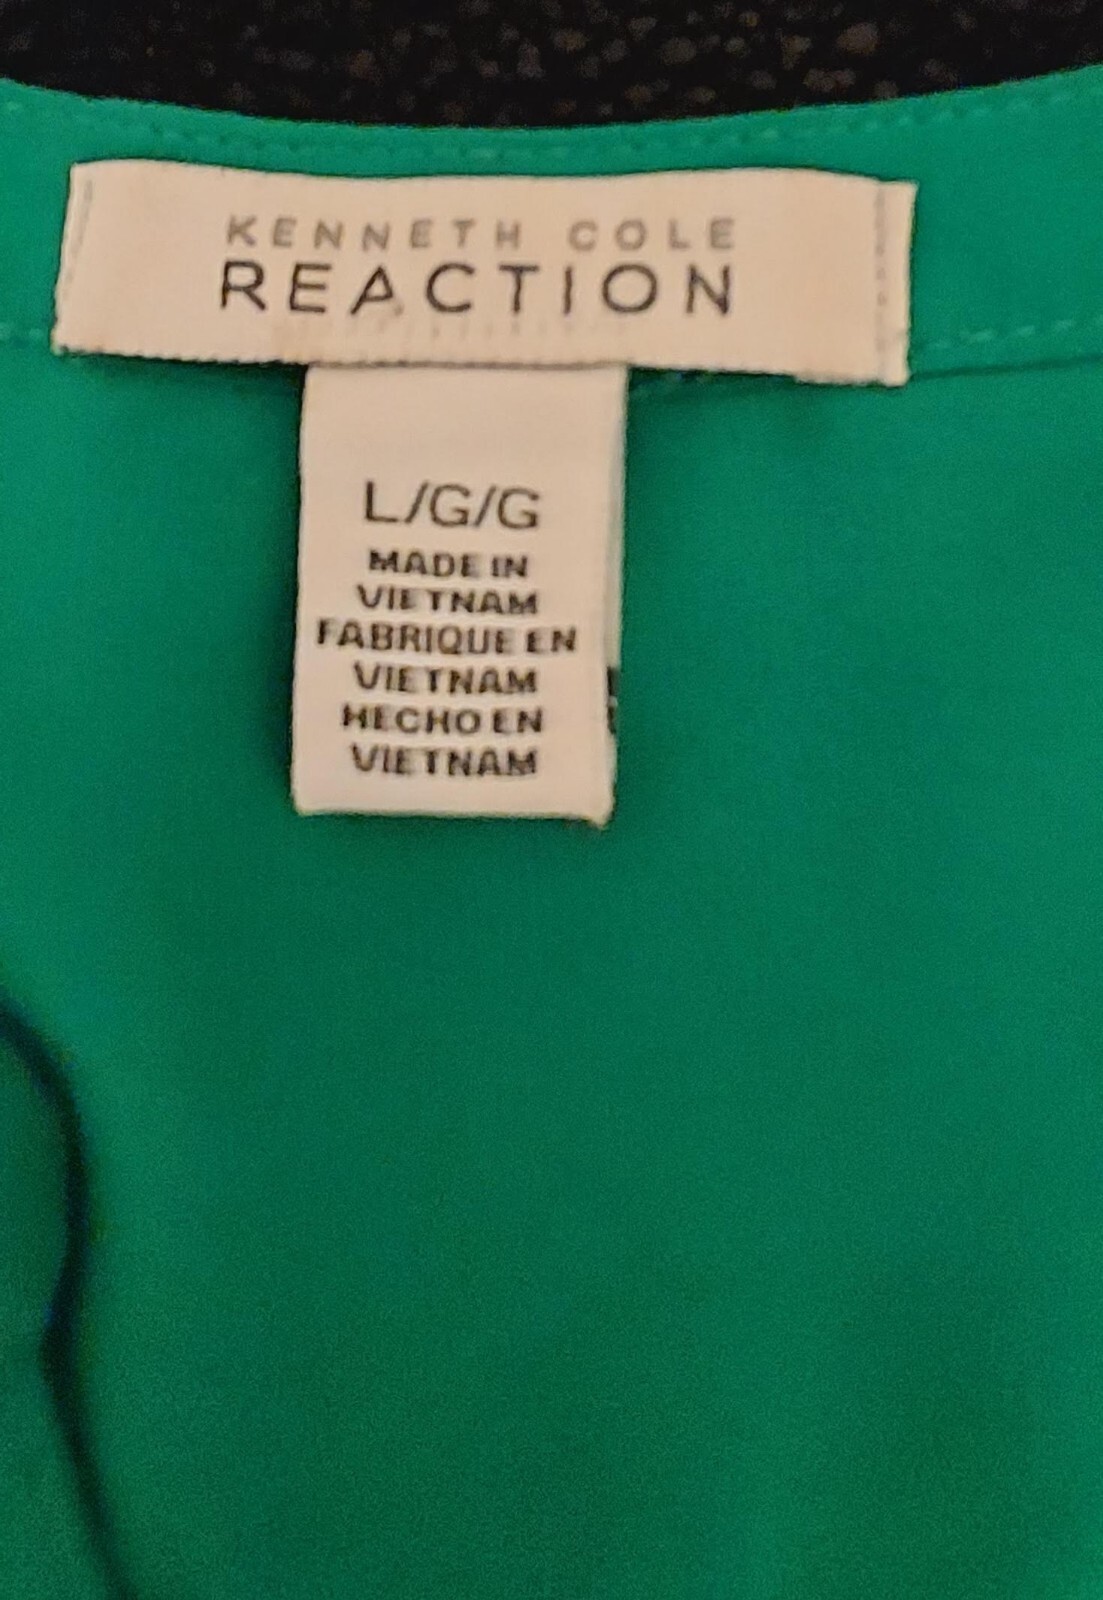 KENNETH COLE
REACTION
L/G/G
MADE IN
VIETNAM
FABRIQUE EN
VIETNAM
HECHO EN
VIETNAM